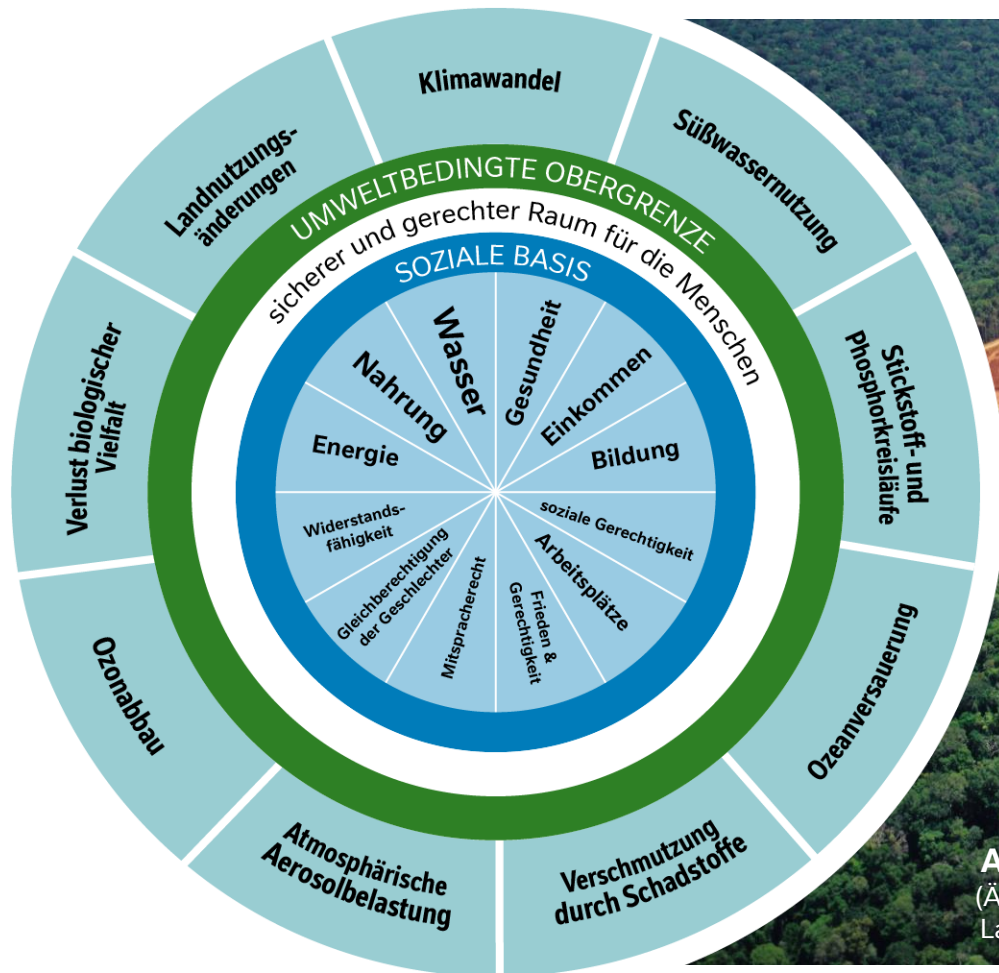 Klimawandel
Süßwassernutzung
Stickstoff- und
Phosphorkreisläufe
Ozeanversauerung
Verschmutzung
durch Schadstoffe
Atmosphärische
Aerosolbelastung
Ozonabbau
Verlust biologischer
Vielfalt
Landnutzungs-
änderungen
UMWELTBEDINGTE OBERGRENZE
sicherer und gerechter Raum für die Menschen
SOZIALE BASIS
Wasser
Gesundheit
Einkommen
Bildung
soziale Gerechtigkeit
Arbeitsplätze
Frieden &
Gerechtigkeit
Mitspracherecht
Gleichberechtigung
der Geschlechter
Widerstands-
fähigkeit
Energie
Nahrung